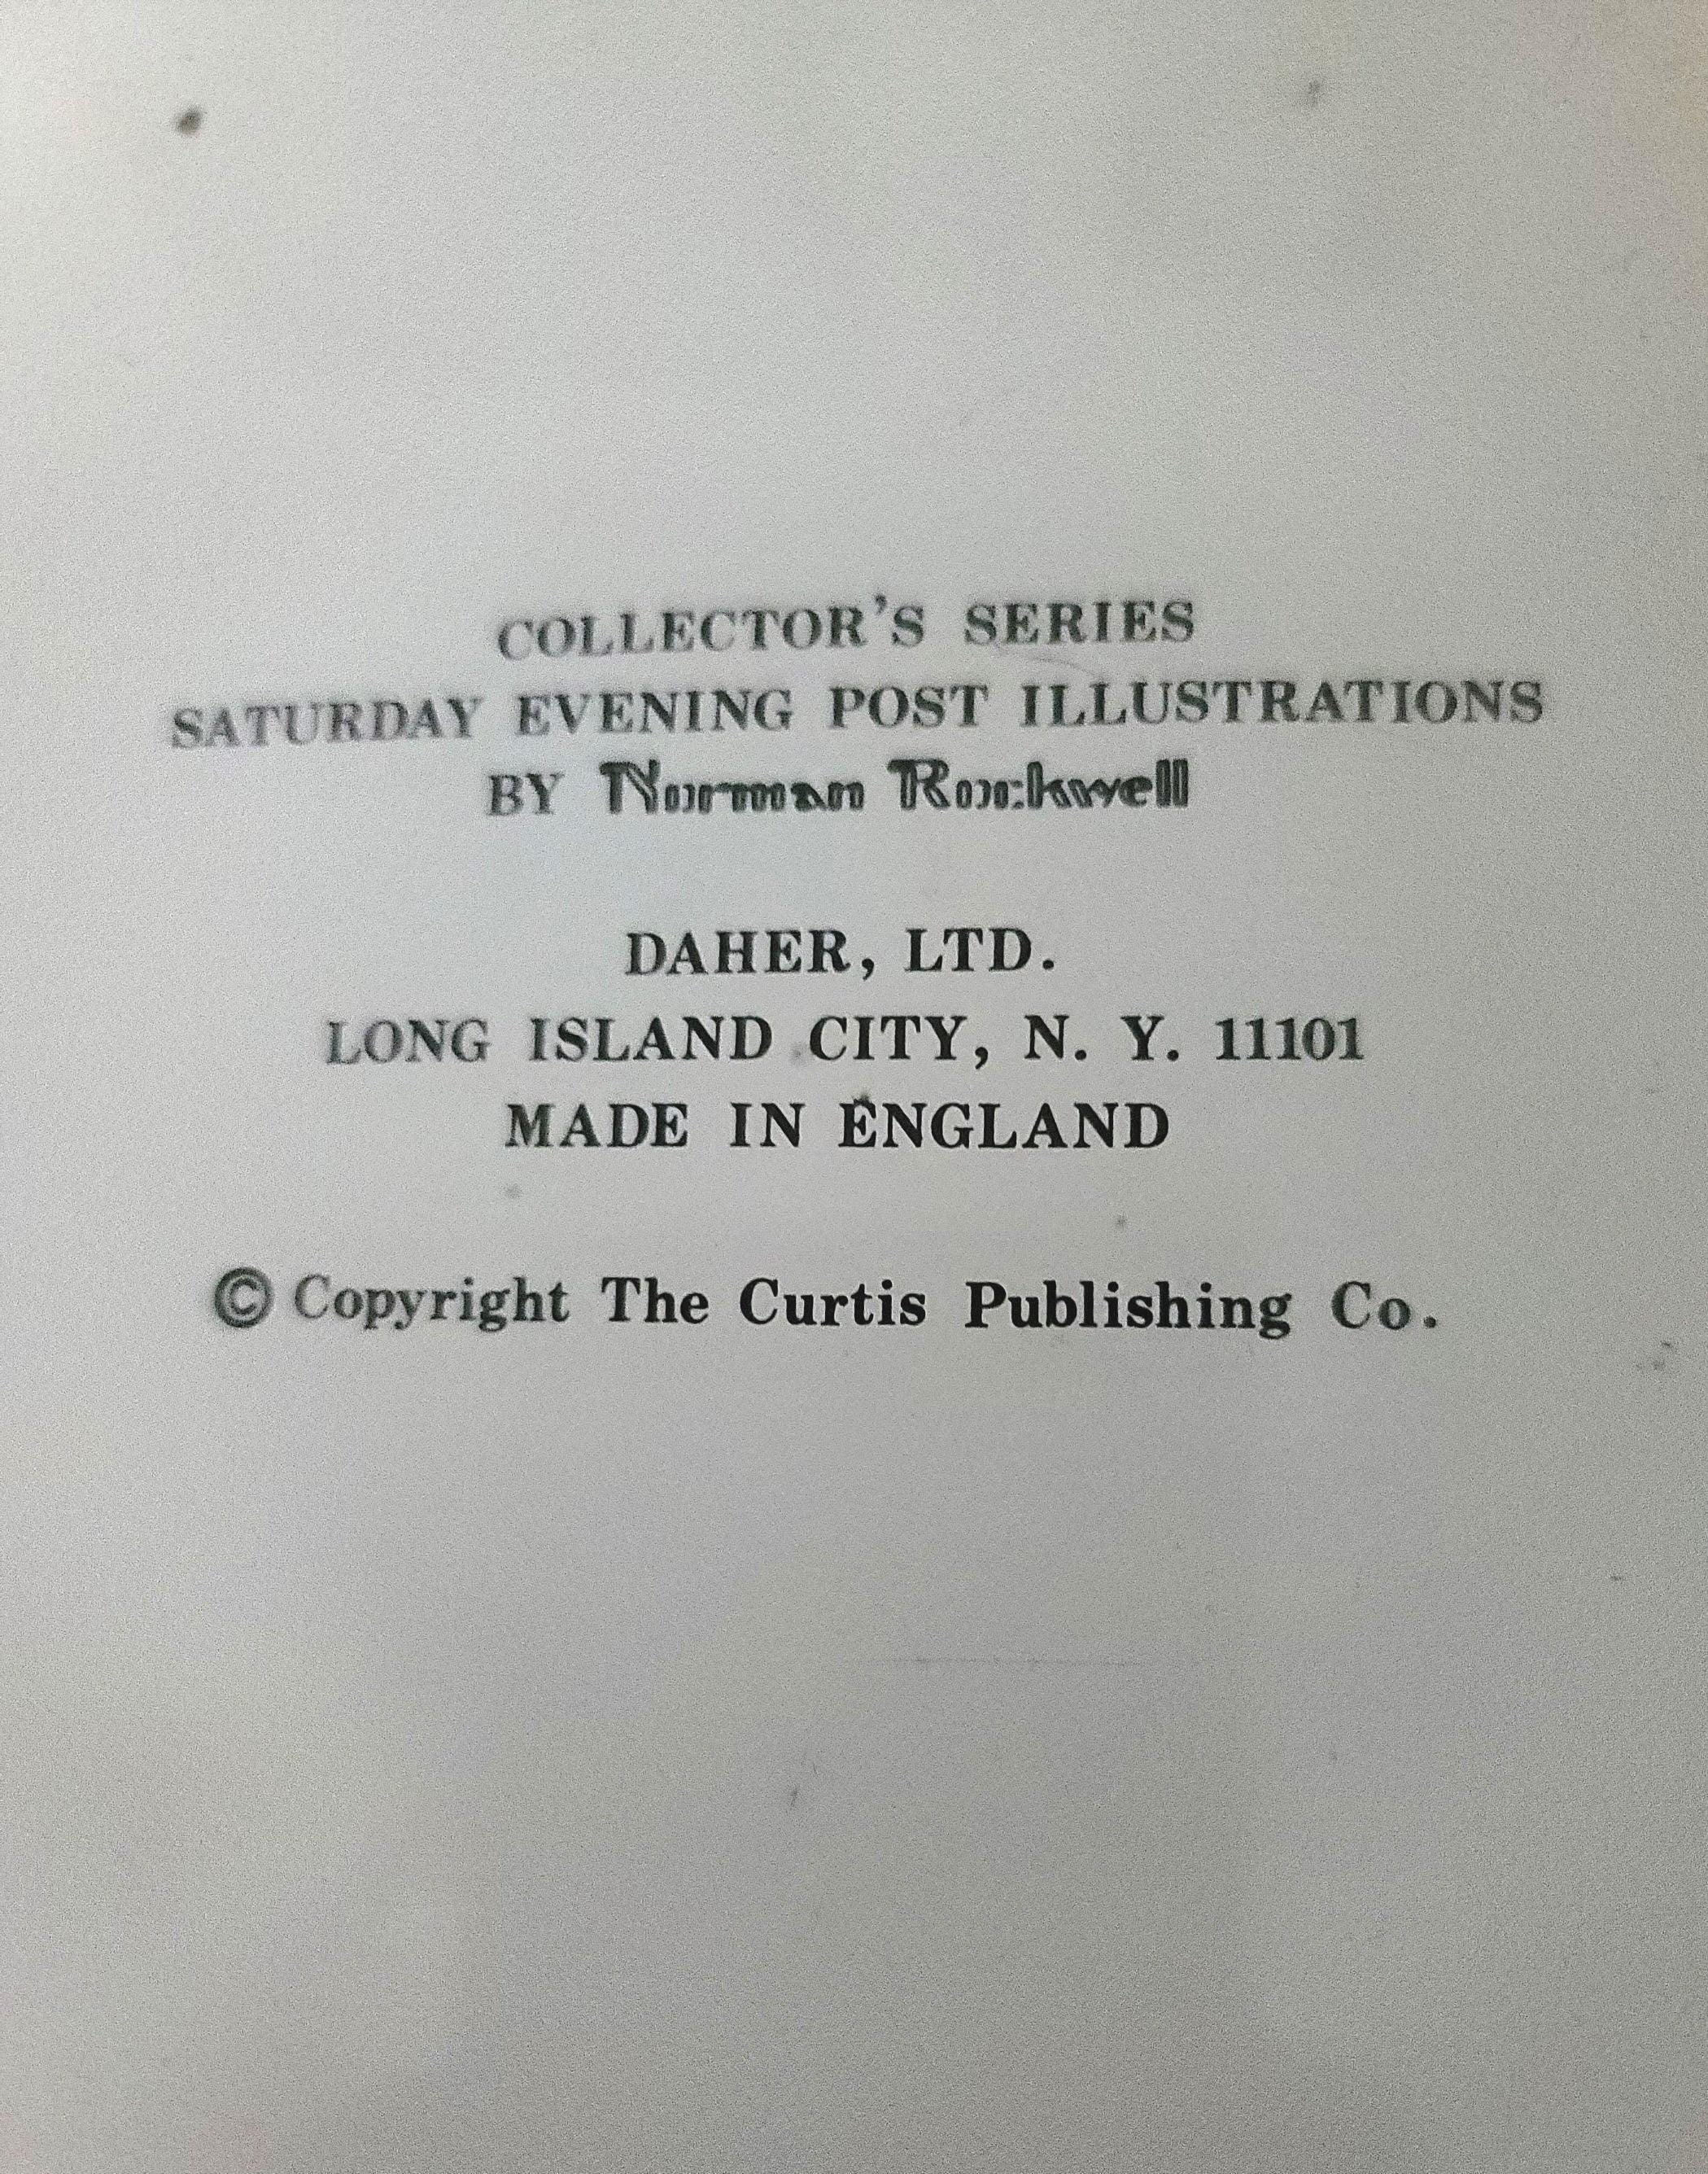 COLLECTOR'S SERIES
SATURDAY EVENING POST ILLUSTRATIONS
BY Norman Rockwell
DAHER, LTD.
LONG ISLAND CITY, N. Y. 11101
MADE IN ENGLAND
© Copyright The Curtis Publishing Co.